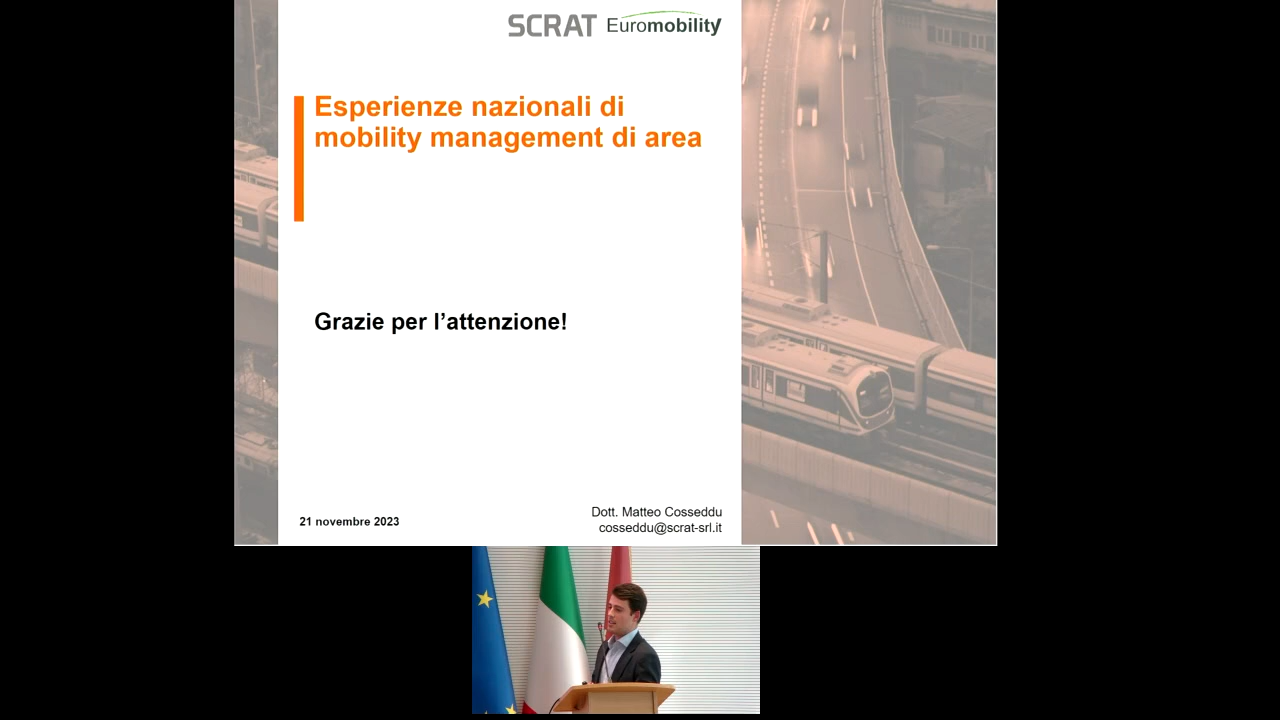 SCRAT Euromobility
Esperienze nazionali di
mobility management di area
Grazie per l'attenzione!
Dott. Matteo Cosseddu
21 novembre 2023
cosseddu@scrat-srl.it